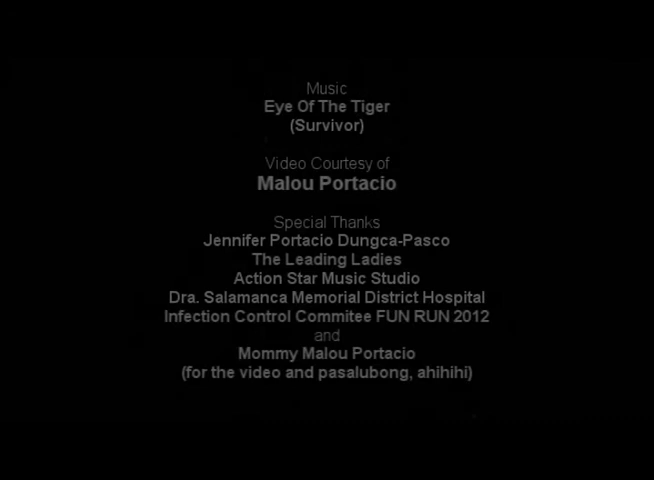 Music
Eye Of The Tiger
(Survivor)
Video Courtesy of
Malou Portacio
Special Thanks
Jennifer Portacio Dungca-Pasco
The Leading Ladies
Action Star Music Studio
Dra. Salamanca Memorial District Hospital
Infection Control Commitee FUN RUN 2012
and
Mommy Malou Portacio
(for the video and pasalubong, ahihihi)